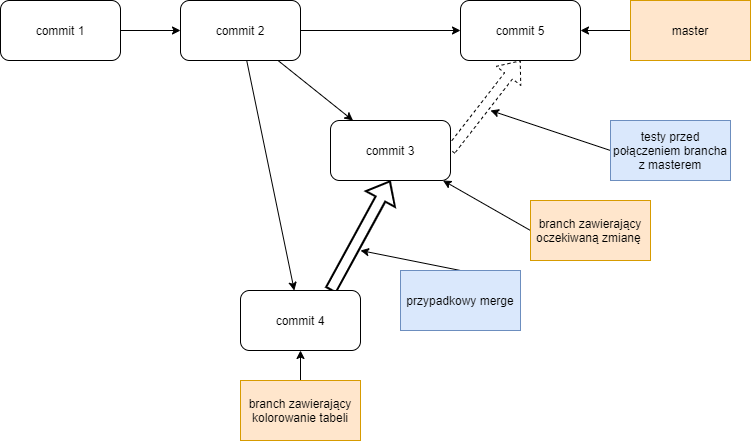 commit 1
commit 2
commit 5
master
commit 3
testy przed
połączeniem brancha
z masterem
branch zawierający
oczekiwaną zmianę
przypadkowy merge
commit 4
branch zawierający
kolorowanie tabeli